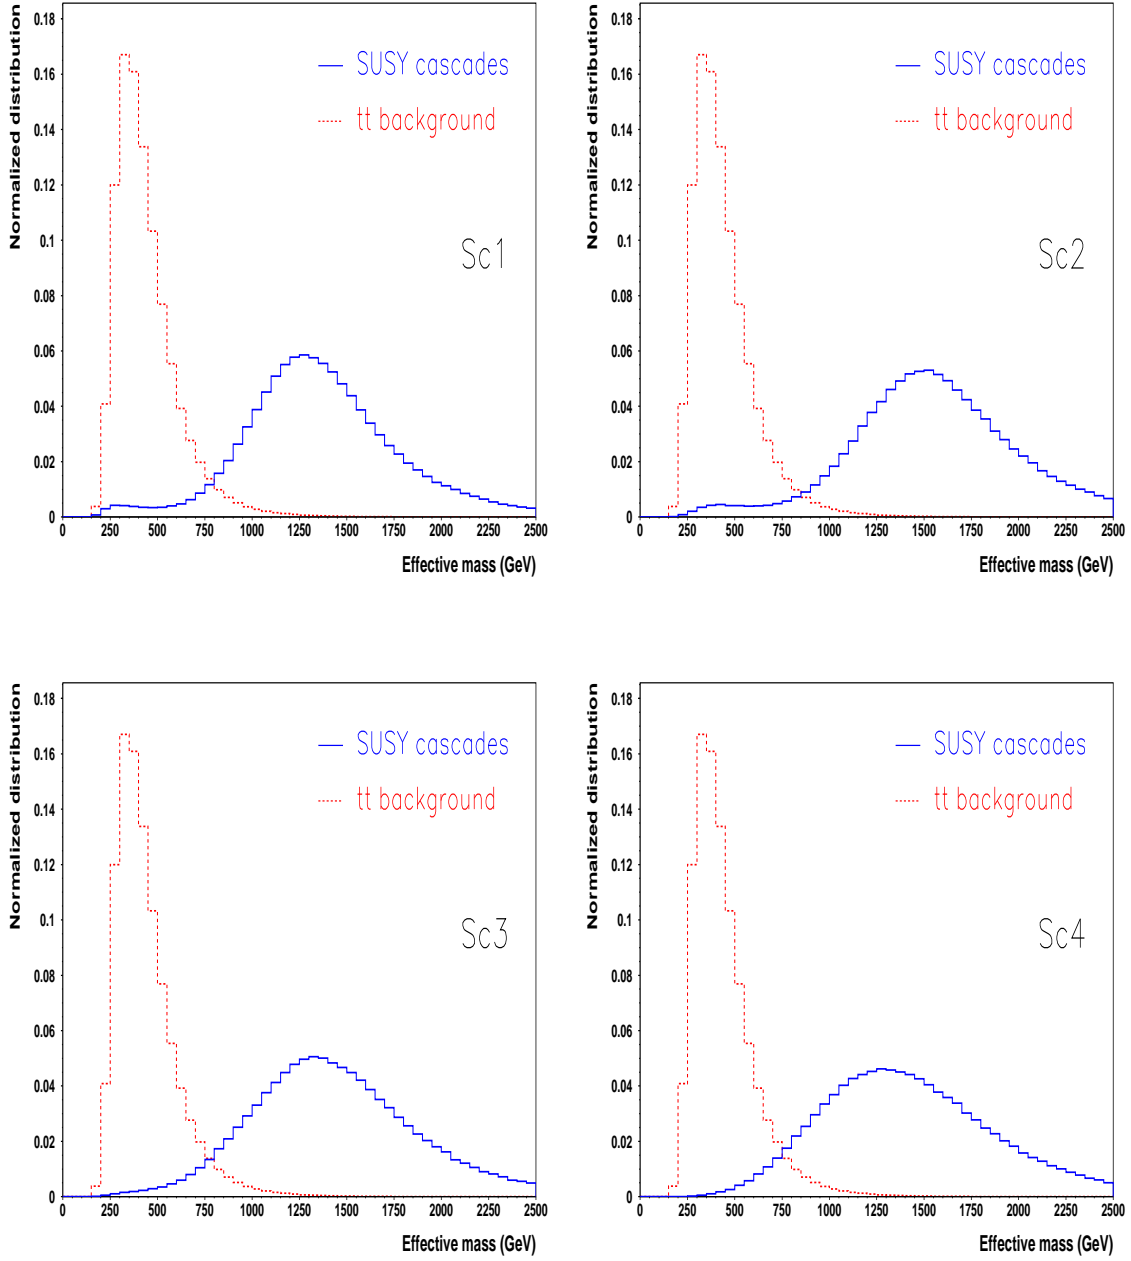 Normalized distribution
0.18
0.16
0.14
0.12
0.1
0.08
0.06
0.04
0.02
0
SUSY cascades
tt background
Sc1
0 250 500 750 1000 1250 1500 1750 2000 2250 2500
Effective mass (GeV)
Normalized distribution
0.18
0.16
0.14
0.12
0.1
0.08
0.06
0.04
0.02
0
SUSY cascades
tt background
Sc2
0 250 500 750 1000 1250 1500 1750 2000 2250 2500
Effective mass (GeV)
Normalized distribution
0.18
0.16
0.14
0.12
0.1
0.08
0.06
0.04
0.02
0
SUSY cascades
tt background
Sc3
0 250 500 750 1000 1250 1500 1750 2000 2250 2500
Effective mass (GeV)
Normalized distribution
0.18
0.16
0.14
0.12
0.1
0.08
0.06
0.04
0.02
0
SUSY cascades
tt background
Sc4
0 250 500 750 1000 1250 1500 1750 2000 2250 2500
Effective mass (GeV)